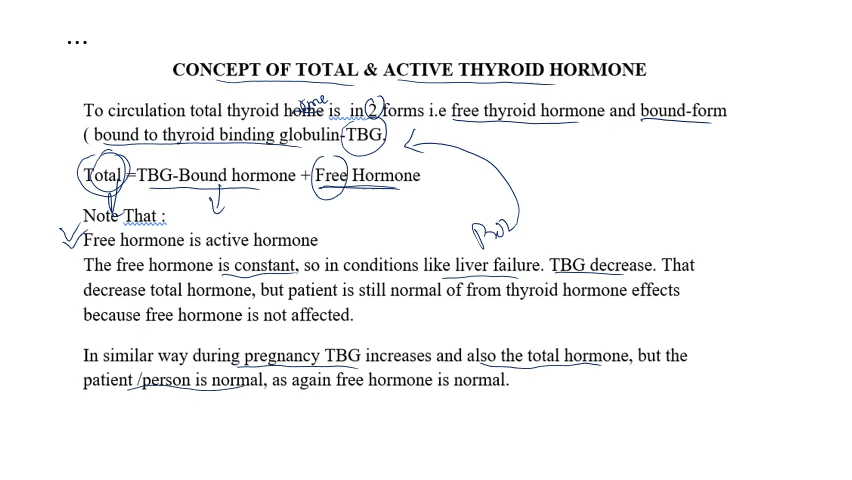 ...
CONCEPT OF TOTAL & ACTIVE THYROID HORMONE
To circulation total thyroid home is in 2 forms i.e free thyroid hormone and bound-form
( bound to thyroid binding globulin-TBG.
Total =TBG-Bound hormone + Free Hormone
Note That :
Free hormone is active hormone
The free hormone is constant, so in conditions like liver failure. TBG decrease. That
decrease total hormone, but patient is still normal of from thyroid hormone effects
because free hormone is not affected.
In similar way during pregnancy TBG increases and also the total hormone, but the
patient /person is normal, as again free hormone is normal.